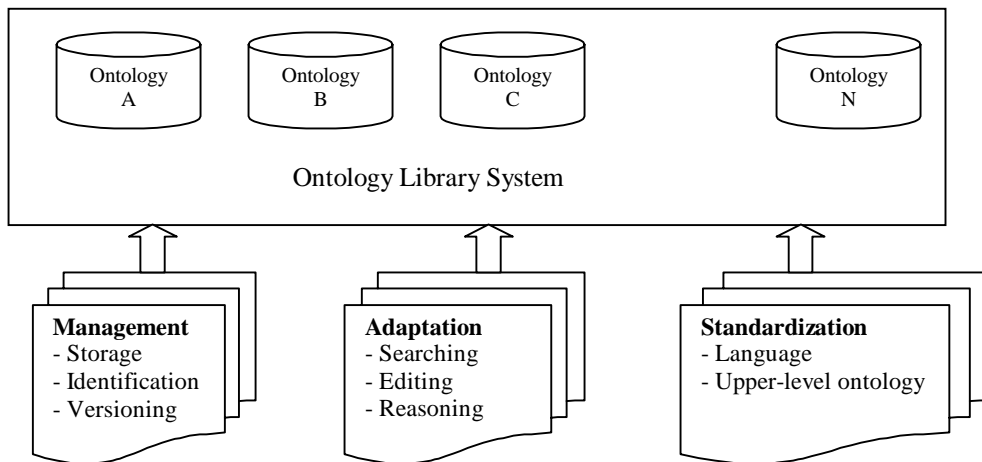 Ontology
A
Ontology
B
Ontology
C
Ontology
N
Ontology Library System
Management
- Storage
- Identification
- Versioning
Adaptation
- Searching
- Editing
- Reasoning
Standardization
- Language
- Upper-level ontology